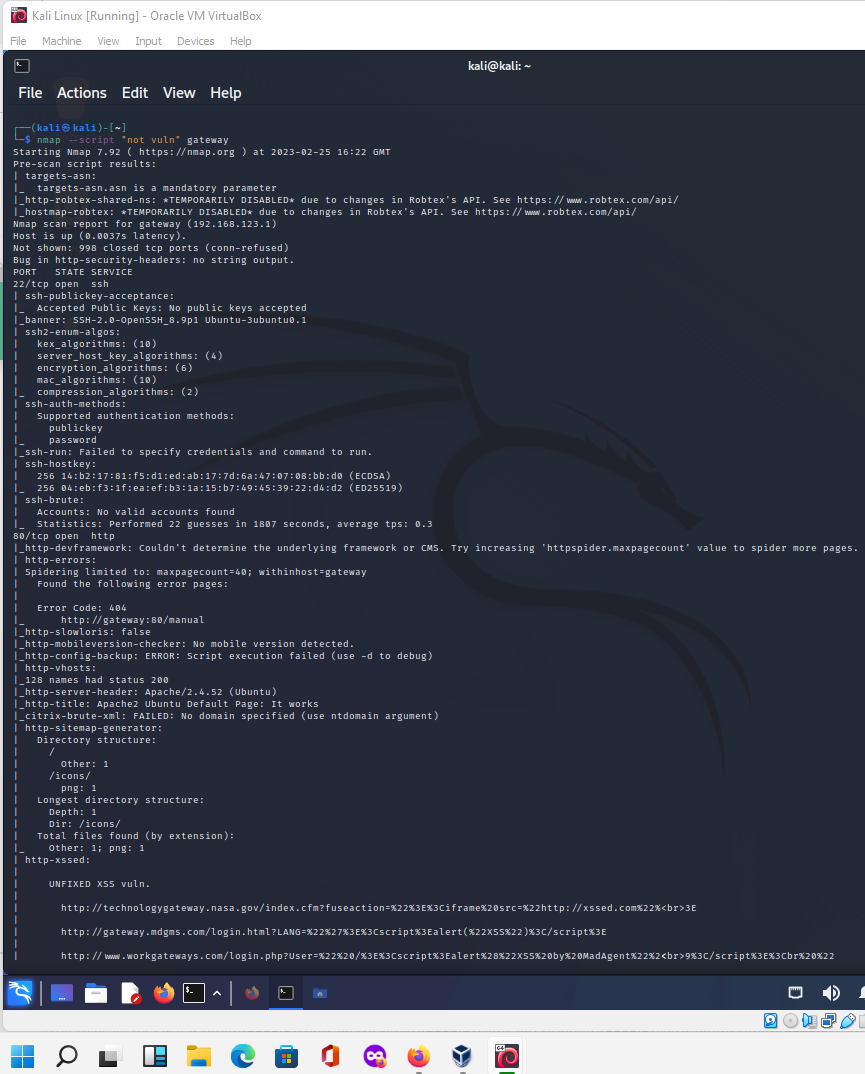 Kali Linux [Running] - Oracle VM VirtualBox
File Machine View Input Devices Help
kali@kali: ~
File Actions Edit View Help
┌──(kali㉿kali)-[~]
└─$ nmap --script "not vuln" gateway
Starting Nmap 7.92 ( https://nmap.org ) at 2023-02-25 16:22 GMT
Pre-scan script results:
| targets-asn:
|_  targets-asn.asn is a mandatory parameter
|_http-robtex-shared-ns: *TEMPORARILY DISABLED* due to changes in Robtex's API. See https://www.robtex.com/api/
|_hostmap-robtex: *TEMPORARILY DISABLED* due to changes in Robtex's API. See https://www.robtex.com/api/
Nmap scan report for gateway (192.168.123.1)
Host is up (0.0037s latency).
Not shown: 998 closed tcp ports (conn-refused)
Bug in http-security-headers: no string output.
PORT   STATE SERVICE
22/tcp open  ssh
| ssh-publickey-acceptance:
|_  Accepted Public Keys: No public keys accepted
|_banner: SSH-2.0-OpenSSH_8.9p1 Ubuntu-3ubuntu0.1
| ssh2-enum-algos:
|   kex_algorithms: (10)
|   server_host_key_algorithms: (4)
|   encryption_algorithms: (6)
|   mac_algorithms: (10)
|_  compression_algorithms: (2)
| ssh-auth-methods:
|   Supported authentication methods:
|     publickey
|_    password
|_ssh-run: Failed to specify credentials and command to run.
| ssh-hostkey:
|   256 14:b2:17:81:f5:d1:ed:ab:17:7d:6a:47:07:08:bb:d0 (ECDSA)
|_  256 04:eb:f3:1f:ea:ef:b3:1a:15:b7:49:45:39:22:d4:d2 (ED25519)
| ssh-brute:
|   Accounts: No valid accounts found
|_  Statistics: Performed 22 guesses in 1807 seconds, average tps: 0.3
80/tcp open  http
|_http-devframework: Couldn't determine the underlying framework or CMS. Try increasing 'httpspider.maxpagecount' value to spider more pages.
| http-errors:
| Spidering limited to: maxpagecount=40; withinhost=gateway
|   Found the following error pages:
|
|   Error Code: 404
|_      http://gateway:80/manual
|_http-slowloris: false
|_http-mobileversion-checker: No mobile version detected.
|_http-config-backup: ERROR: Script execution failed (use -d to debug)
| http-vhosts:
|_128 names had status 200
|_http-server-header: Apache/2.4.52 (Ubuntu)
|_http-title: Apache2 Ubuntu Default Page: It works
|_citrix-brute-xml: FAILED: No domain specified (use ntdomain argument)
| http-sitemap-generator:
|   Directory structure:
|     /
|       Other: 1
|     /icons/
|       png: 1
|   Longest directory structure:
|     Depth: 1
|     Dir: /icons/
|   Total files found (by extension):
|_    Other: 1; png: 1
| http-xssed:
|
|     UNFIXED XSS vuln.
|
|       http://technologygateway.nasa.gov/index.cfm?fuseaction=%22%3E%3Ciframe%20src=%22http://xssed.com%22%<br>3E
|
|       http://gateway.mdgms.com/login.html?LANG=%22%27%3E%3Cscript%3Ealert(%22XSS%22)%3C/script%3E
|
|       http://www.workgateways.com/login.php?User=%22%20/%3E%3Cscript%3Ealert%28%22XSS%20by%20MadAgent%22%2<br>9%3C/script%3E%3Cbr%20%22